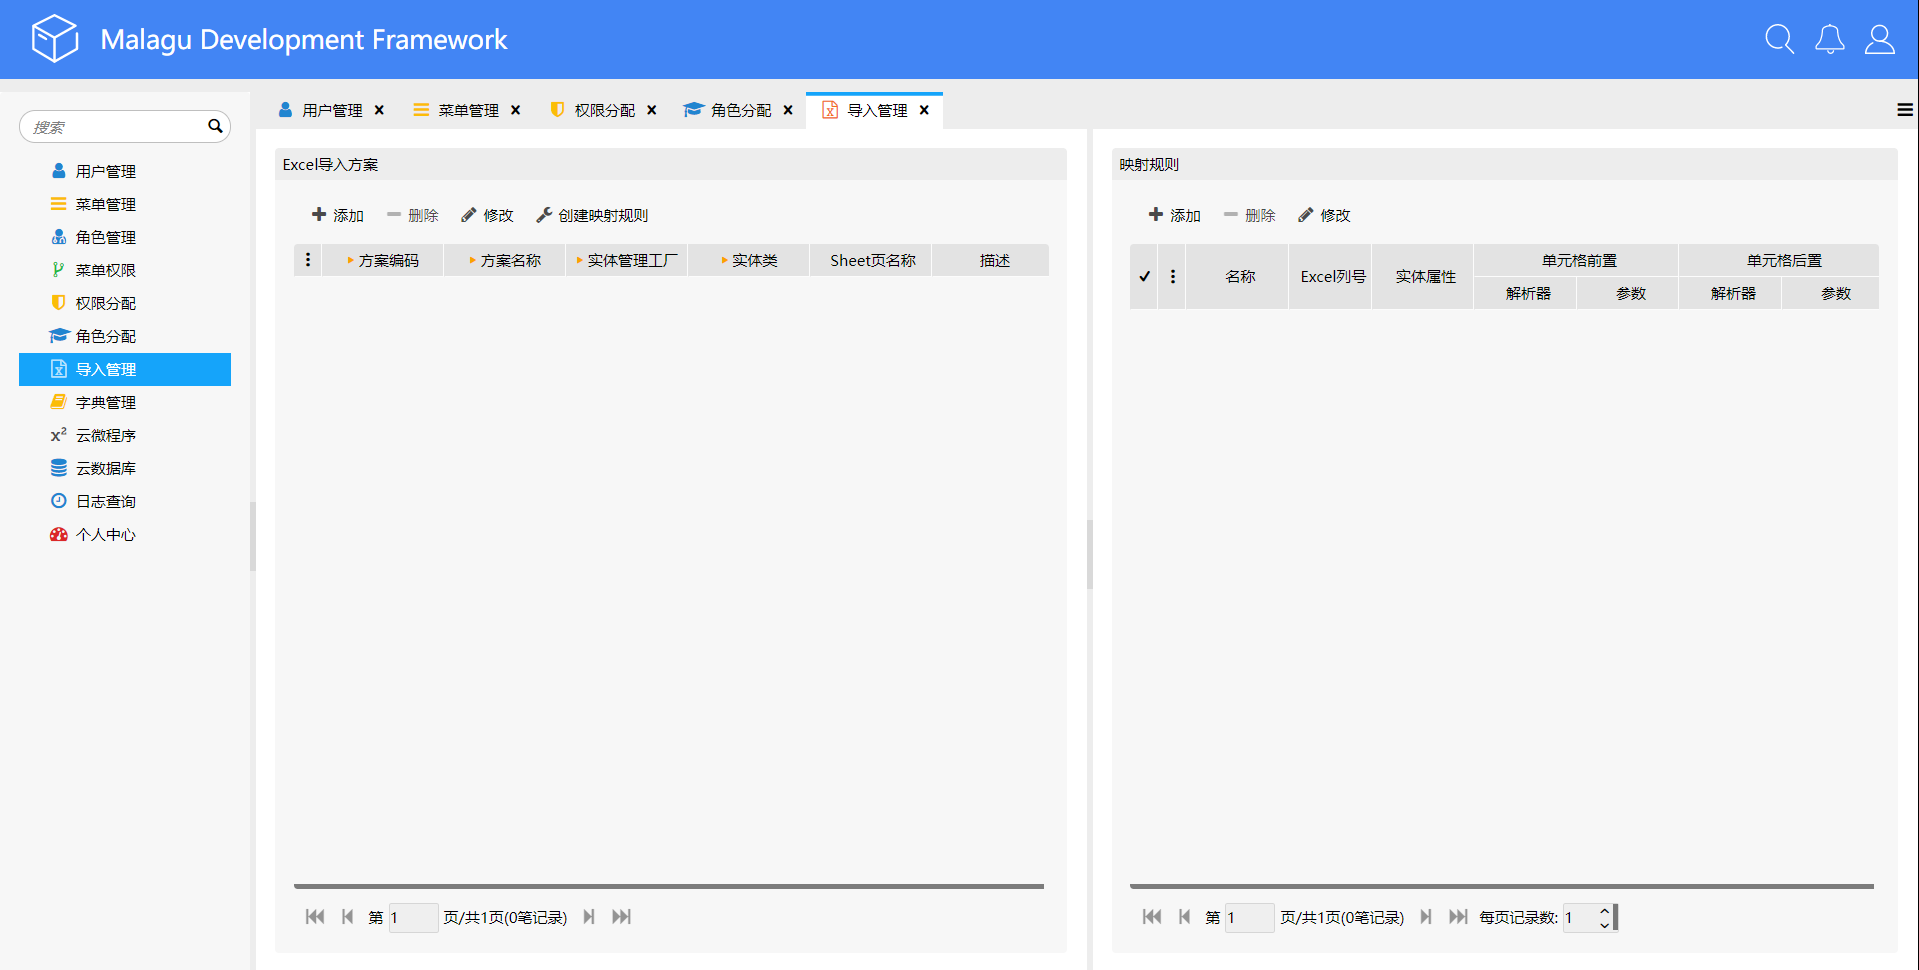 Malagu Development Framework
搜索
用户管理
菜单管理
角色管理
菜单权限
权限分配
角色分配
导入管理
字典管理
x² 云微程序
云数据库
日志查询
个人中心
用户管理 菜单管理 权限分配 角色分配 导入管理
Excel导入方案
添加 删除 修改 创建映射规则
方案编码 方案名称 实体管理工厂 实体类 Sheet页名称 描述
第 1 页/共1页(0笔记录)
映射规则
添加 删除 修改
名称 Excel列号 实体属性 单元格前置 单元格后置
解析器 参数 解析器 参数
第 1 页/共1页(0笔记录) 每页记录数: 1